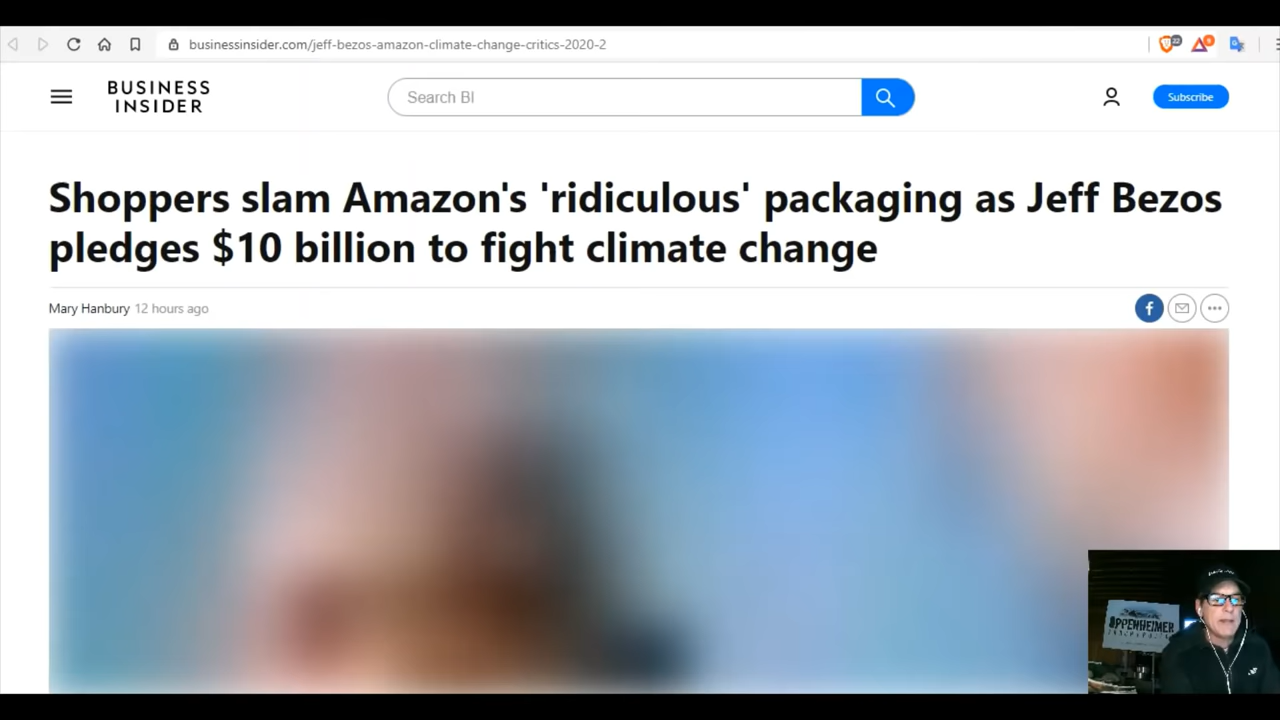 businessinsider.com/jeff-bezos-amazon-climate-change-critics-2020-2
22
BUSINESS
INSIDER
Search BI
Subscribe
Shoppers slam Amazon's 'ridiculous' packaging as Jeff Bezos
pledges $10 billion to fight climate change
Mary Hanbury 12 hours ago
OPPENHEIMER